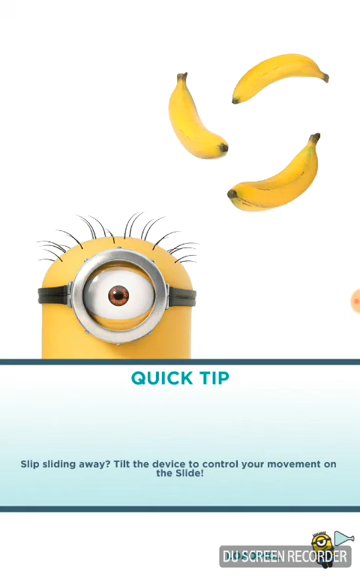 QUICK TIP
Slip sliding away? Tilt the device to control your movement on
the Slide!
DU SCREEN RECORDER